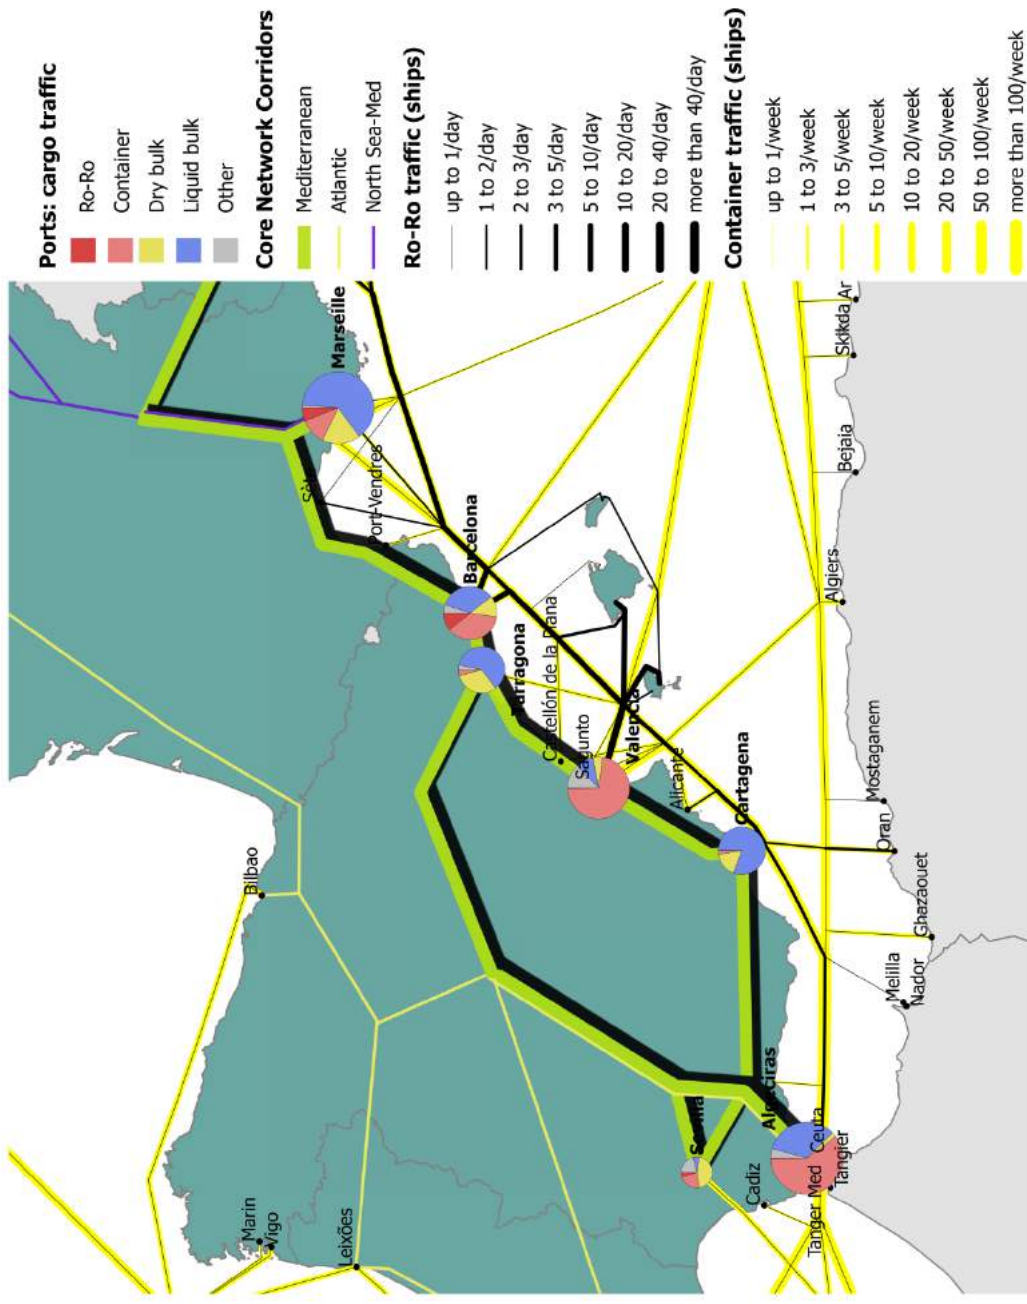 Ports: cargo traffic
Ro-Ro
Container
Dry bulk
Liquid bulk
Other
Core Network Corridors
Mediterranean
Atlantic
North Sea-Med
Ro-Ro traffic (ships)
up to 1/day
1 to 2/day
2 to 3/day
3 to 5/day
5 to 10/day
10 to 20/day
20 to 40/day
more than 40/day
Container traffic (ships)
up to 1/week
1 to 3/week
3 to 5/week
5 to 10/week
10 to 20/week
20 to 50/week
50 to 100/week
more than 100/week
Marseille
Sète
Port-Vendres
Barcelona
Tarragona
Castellón de la Plana
Sagunto
Valencia
Alicante
Cartagena
Bilbao
Marin
Vigo
Leixões
Sevilla
Algeciras
Cadiz
Ceuta
Tanger Med
Tangier
Melilla
Nador
Ghazaouet
Oran
Mostaganem
Algiers
Bejaia
Skikda
Ar